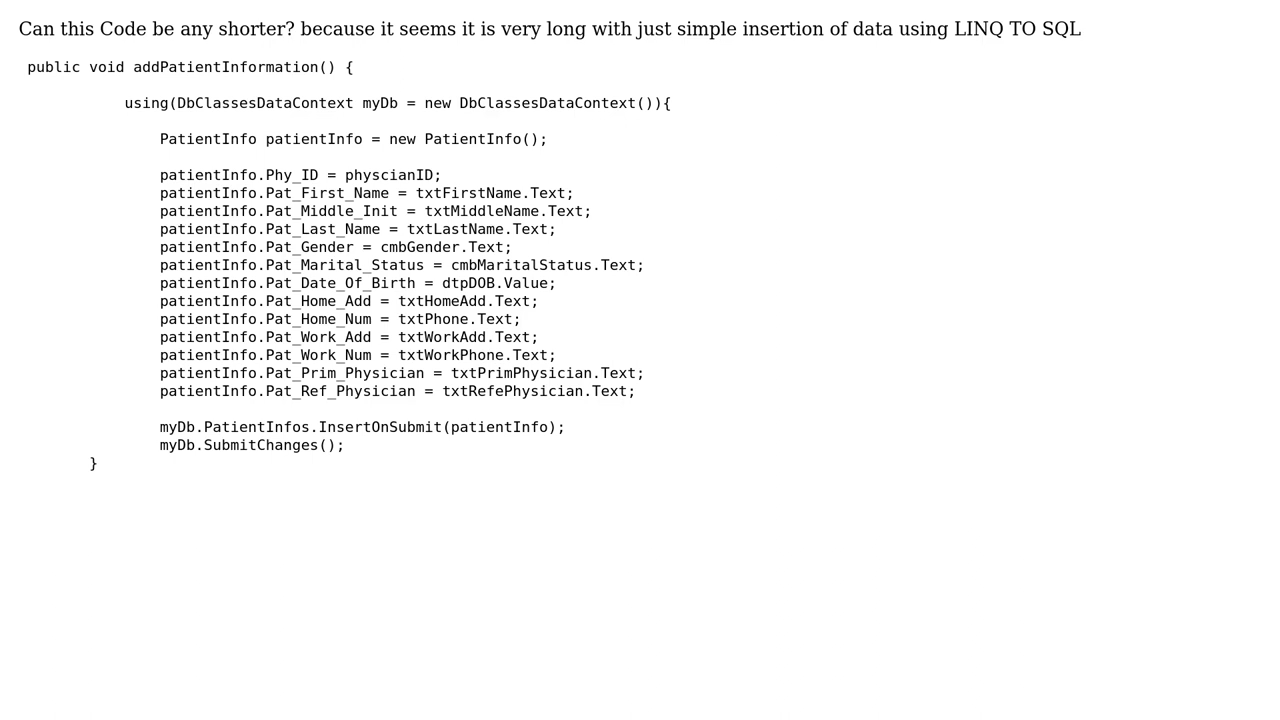 Can this Code be any shorter? because it seems it is very long with just simple insertion of data using LINQ TO SQL
public void addPatientInformation() {
using(DbClassesDataContext myDb = new DbClassesDataContext()){
PatientInfo patientInfo = new PatientInfo();
patientInfo.Phy_ID = physcianID;
patientInfo.Pat_First_Name = txtFirstName.Text;
patientInfo.Pat_Middle_Init = txtMiddleName.Text;
patientInfo.Pat_Last_Name = txtLastName.Text;
patientInfo.Pat_Gender = cmbGender.Text;
patientInfo.Pat_Marital_Status = cmbMaritalStatus.Text;
patientInfo.Pat_Date_Of_Birth = dtpDOB.Value;
patientInfo.Pat_Home_Add = txtHomeAdd.Text;
patientInfo.Pat_Home_Num = txtPhone.Text;
patientInfo.Pat_Work_Add = txtWorkAdd.Text;
patientInfo.Pat_Work_Num = txtWorkPhone.Text;
patientInfo.Pat_Prim_Physician = txtPrimPhysician.Text;
patientInfo.Pat_Ref_Physician = txtRefePhysician.Text;
myDb.PatientInfos.InsertOnSubmit(patientInfo);
myDb.SubmitChanges();
}